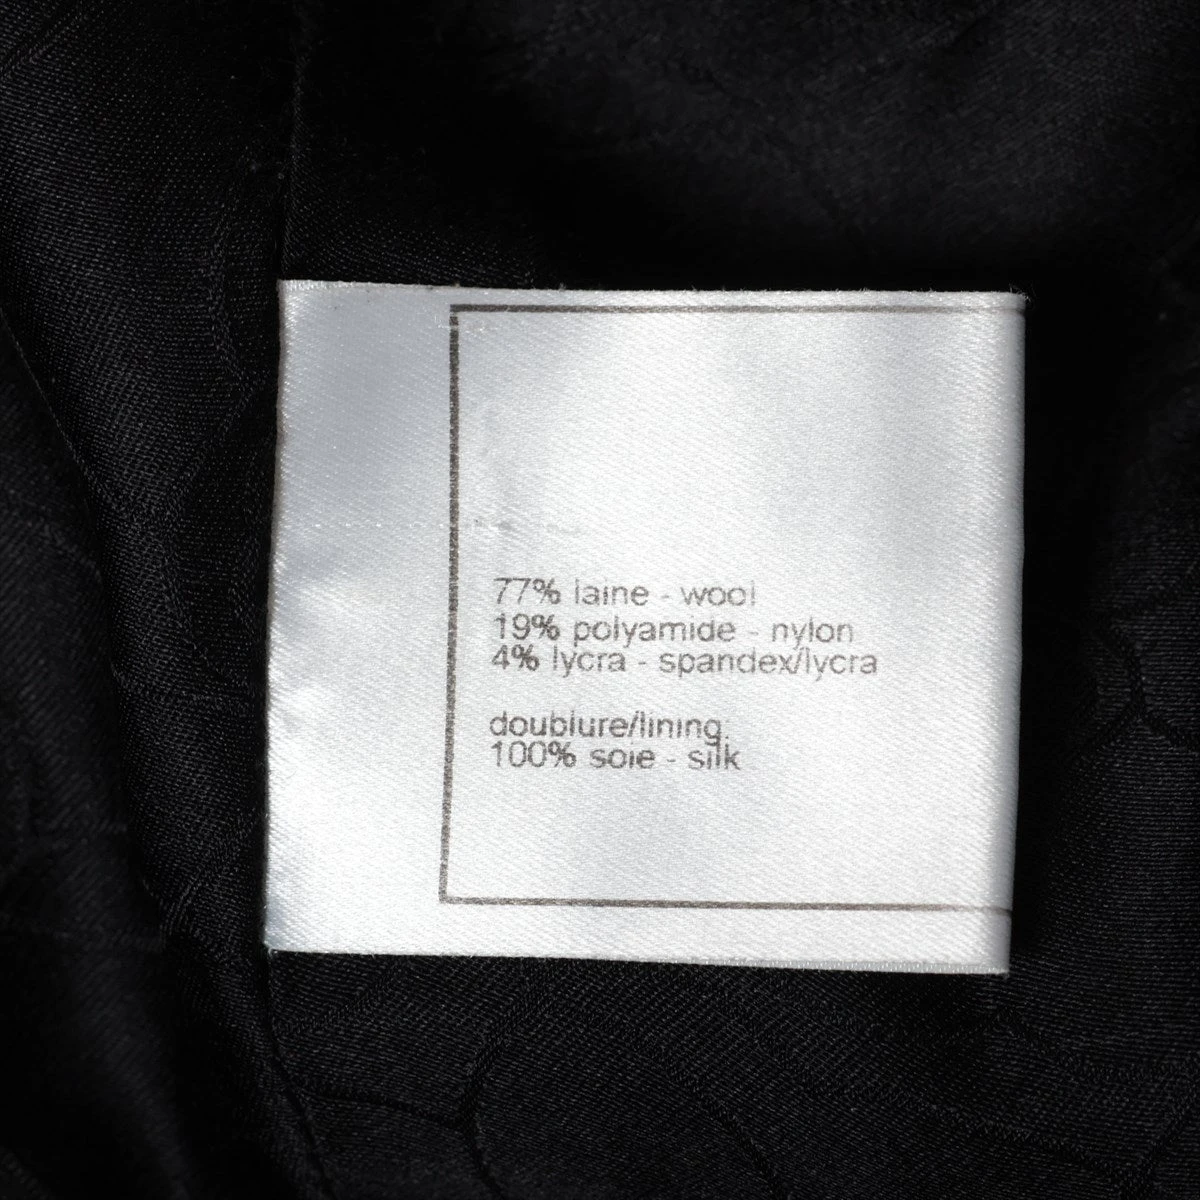 77% laine - wool
19% polyamide - nylon
4% lycra - spandex/lycra
doublure/lining:
100% soie - silk